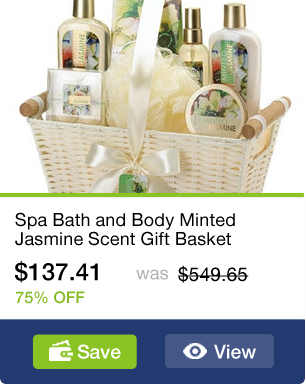 JASMINE
JASMINE
JASMINE
Spa Bath and Body Minted
Jasmine Scent Gift Basket
$137.41 was $549.65
75% OFF
Save View